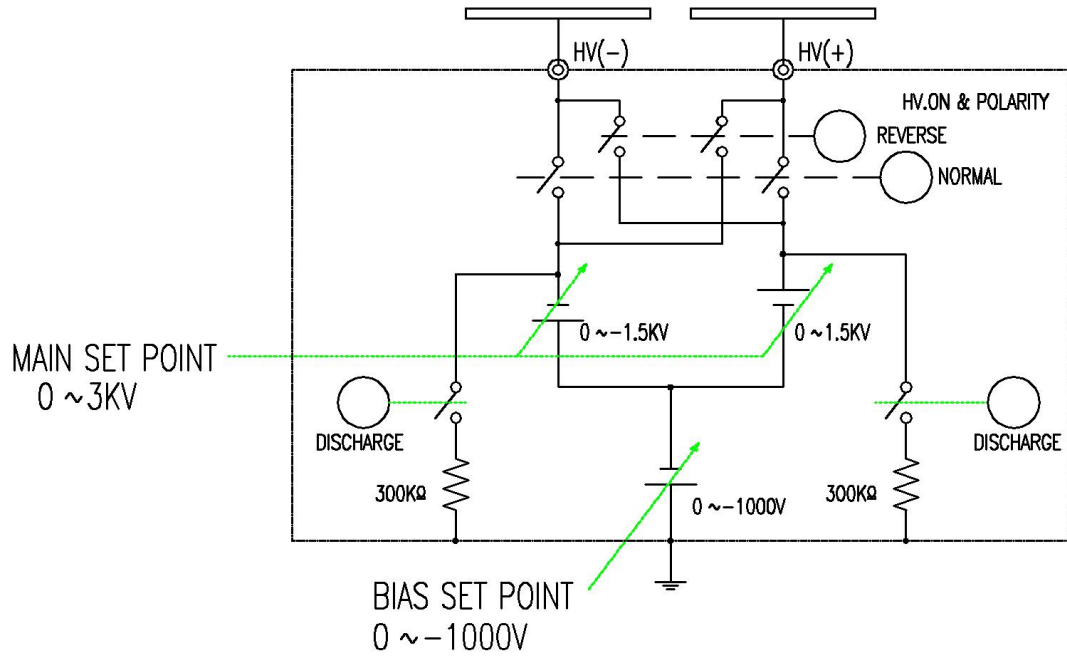 HV(-)
HV(+)
HV.ON & POLARITY
REVERSE
NORMAL
0 ~-1.5KV
0 ~1.5KV
MAIN SET POINT
0 ~3KV
DISCHARGE
DISCHARGE
300KΩ
0 ~-1000V
300KΩ
BIAS SET POINT
0 ~-1000V